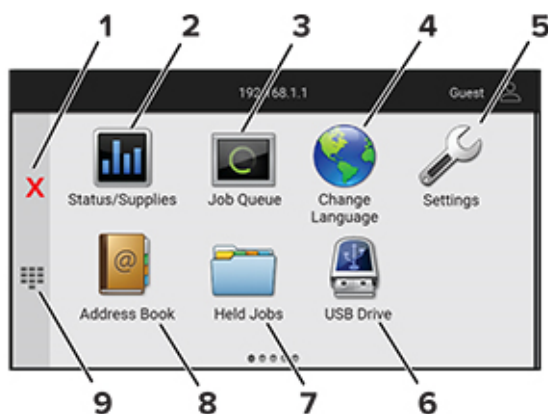 1 2 3 4 5
192.168.1.1 Guest
X
Status/Supplies Job Queue Change Language Settings
@
Address Book Held Jobs USB Drive
9 8 7 6